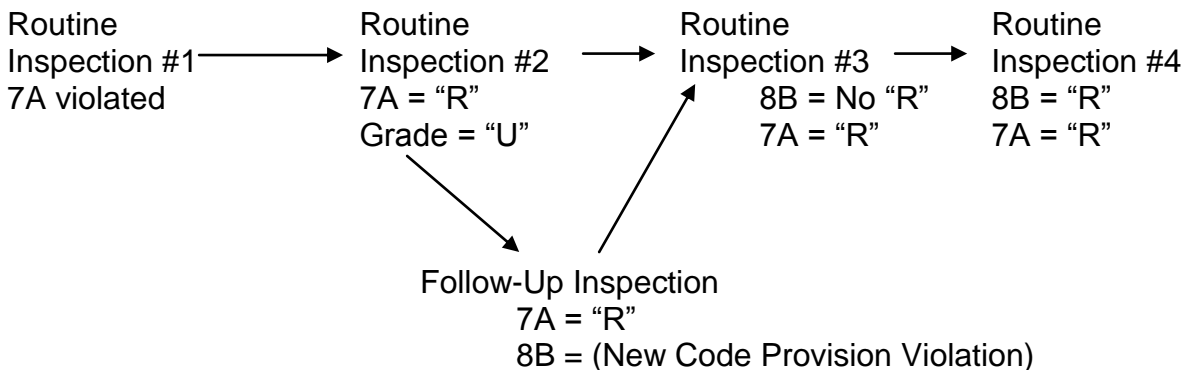 Routine
Inspection #1
7A violated
Routine
Inspection #2
7A = “R”
Grade = “U”
Routine
Inspection #3
8B = No “R”
7A = “R”
Routine
Inspection #4
8B = “R”
7A = “R”
Follow-Up Inspection
7A = “R”
8B = (New Code Provision Violation)